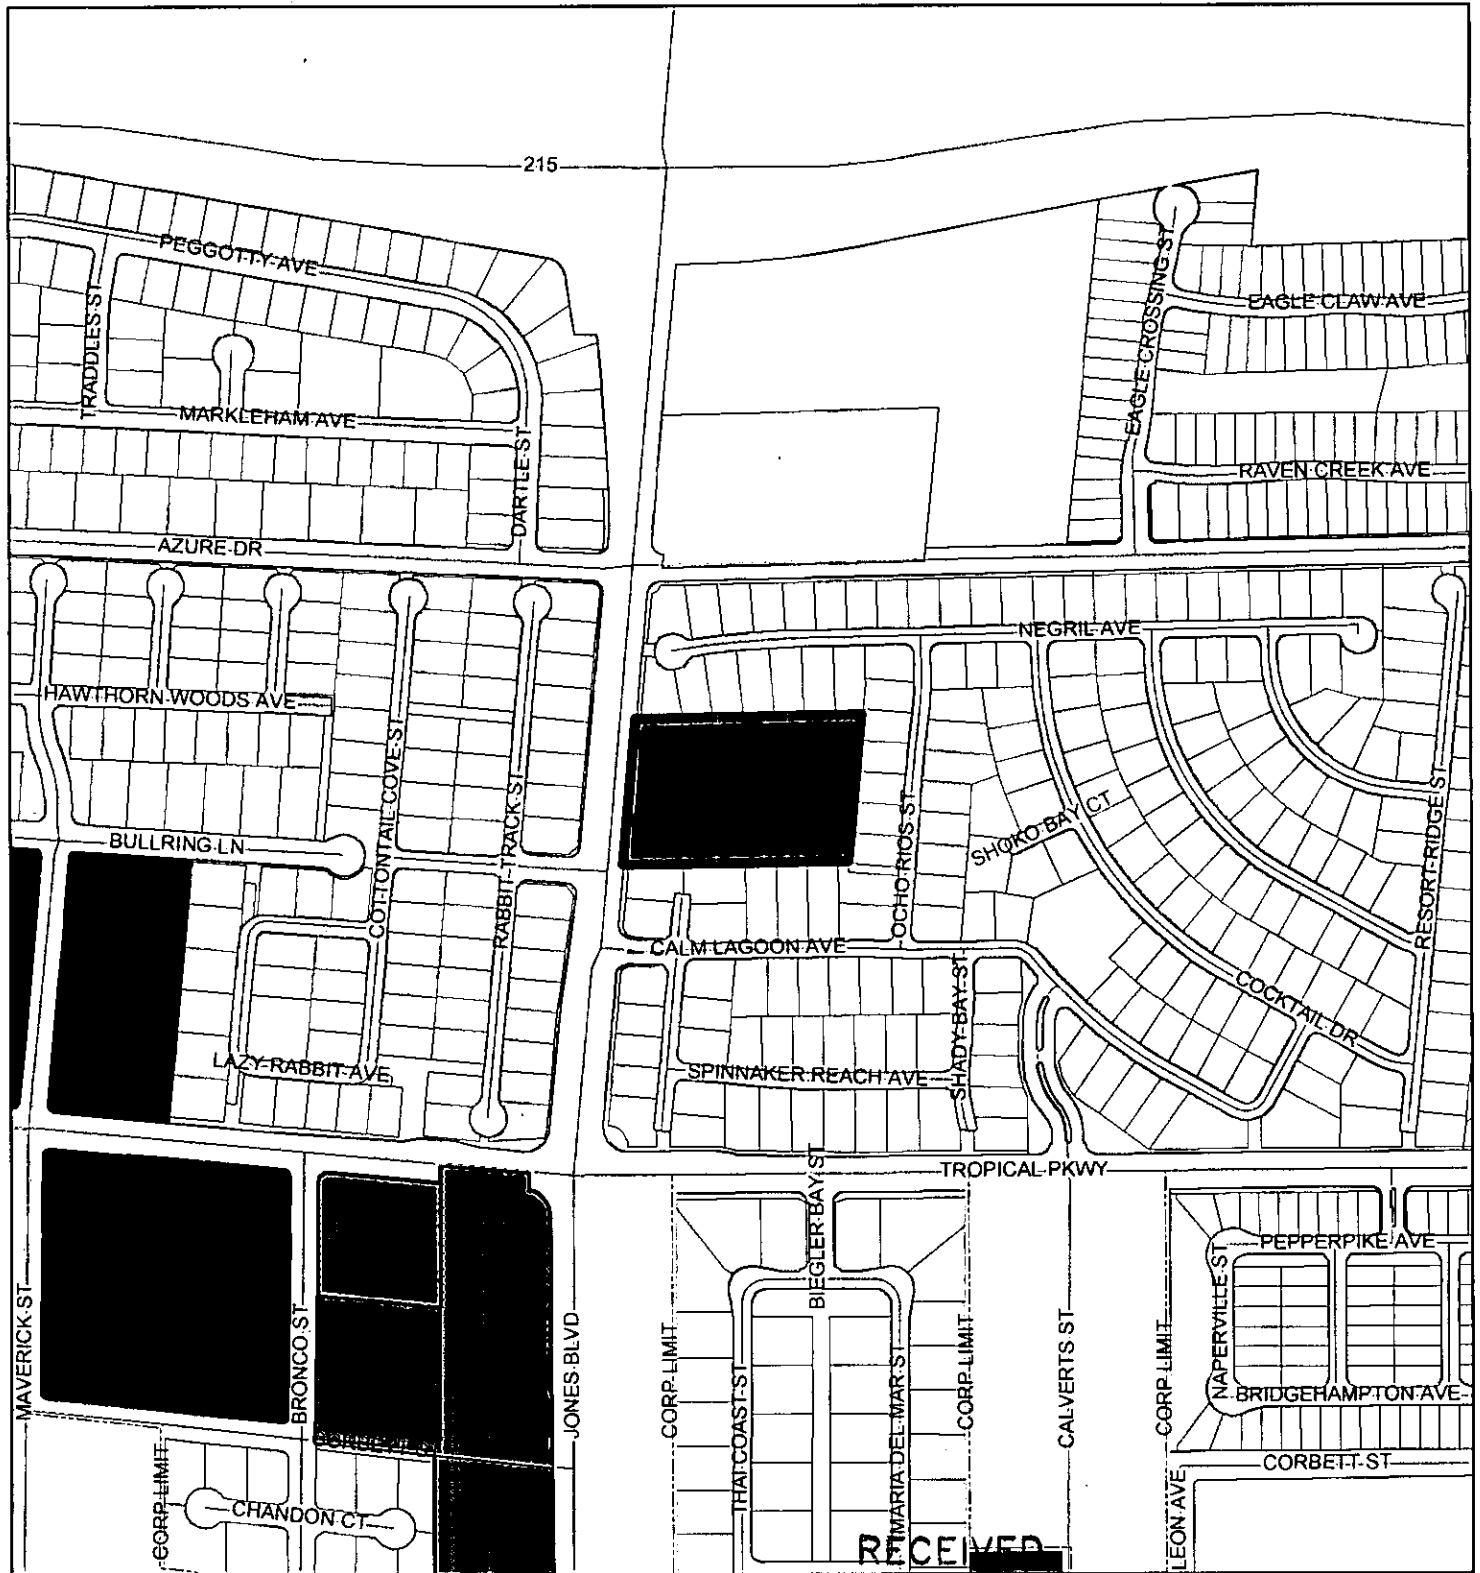 215
PEGGOTTY AVE
TRADDLES ST
EAGLE CROSSING ST
EAGLE CLAW AVE
MARKLEHAM AVE
DARTLE ST
RAVEN CREEK AVE
AZURE DR
NEGRIL AVE
HAWTHORN WOODS AVE
COTTONTAIL COVE ST
RABBIT TRACK ST
OCHO RIOS ST
SHOKO BAY CT
RESORT RIDGE ST
BULLRING LN
CALM LAGOON AVE
SHADY BAY ST
COCKTAIL DR
LAZY RABBIT AVE
SPINNAKER REACH AVE
TROPICAL PKWY
BIEGLER BAY ST
PEPPERPIKE AVE
NAPERVILLE ST
MAVERICK ST
BRONCO ST
JONES BLVD
CORP LIMIT
THAI COAST ST
MARIA DEL MAR ST
CORP LIMIT
CALVERTS ST
CORP LIMIT
BRIDGEHAMPTON AVE
CORBETT ST
CORP LIMIT
CHANDON CT
LEON AVE
RECEIVED